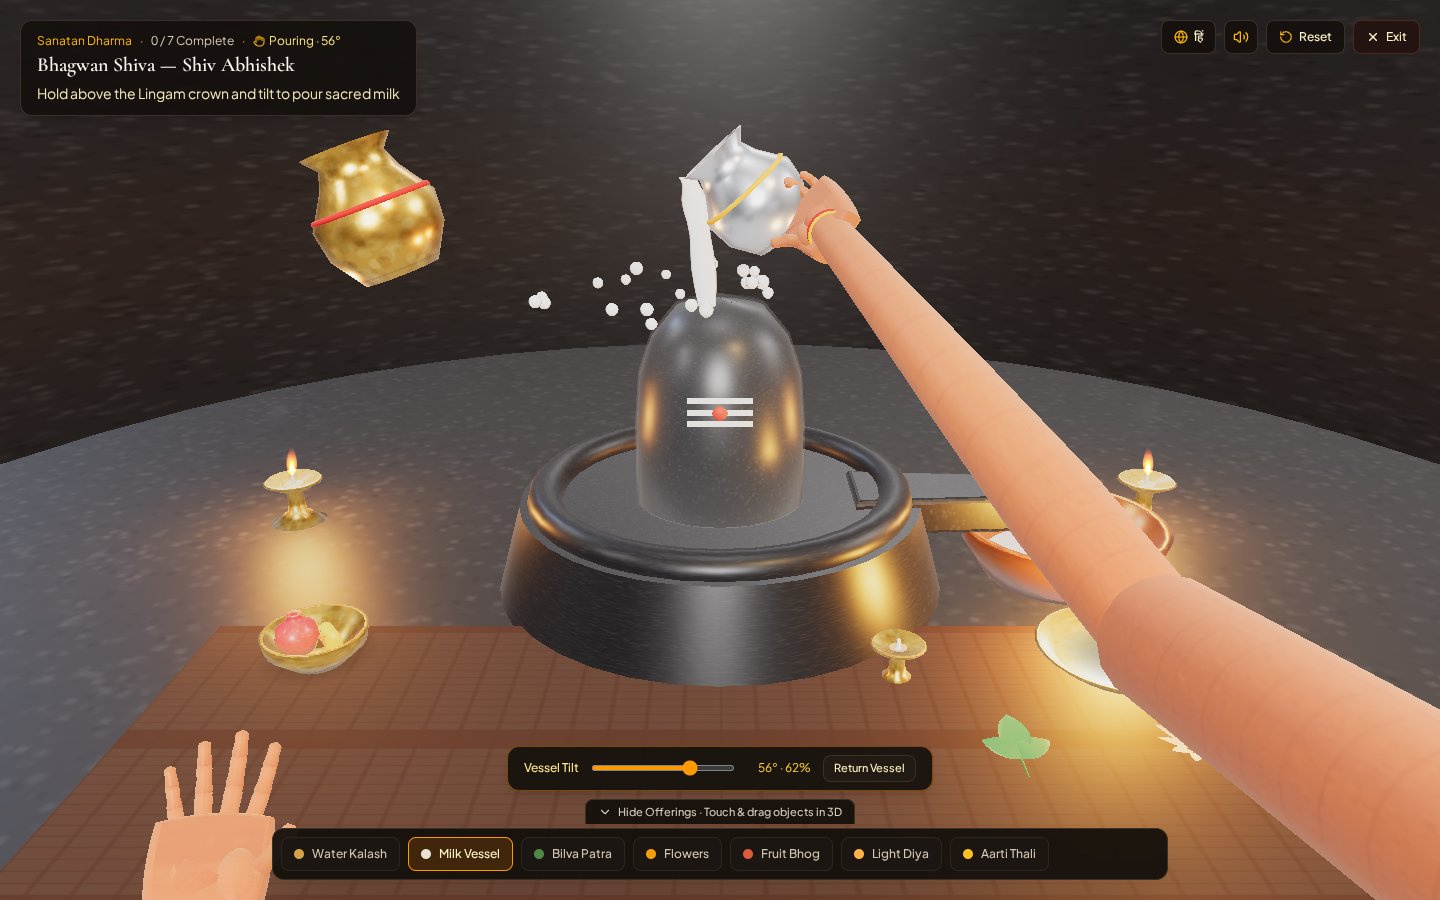 Sanatan Dharma · 0 / 7 Complete · Pouring · 56°
Bhagwan Shiva — Shiv Abhishek
Hold above the Lingam crown and tilt to pour sacred milk
हिं
Reset
Exit
Vessel Tilt 56° · 62% Return Vessel
Hide Offerings · Touch & drag objects in 3D
Water Kalash
Milk Vessel
Bilva Patra
Flowers
Fruit Bhog
Light Diya
Aarti Thali